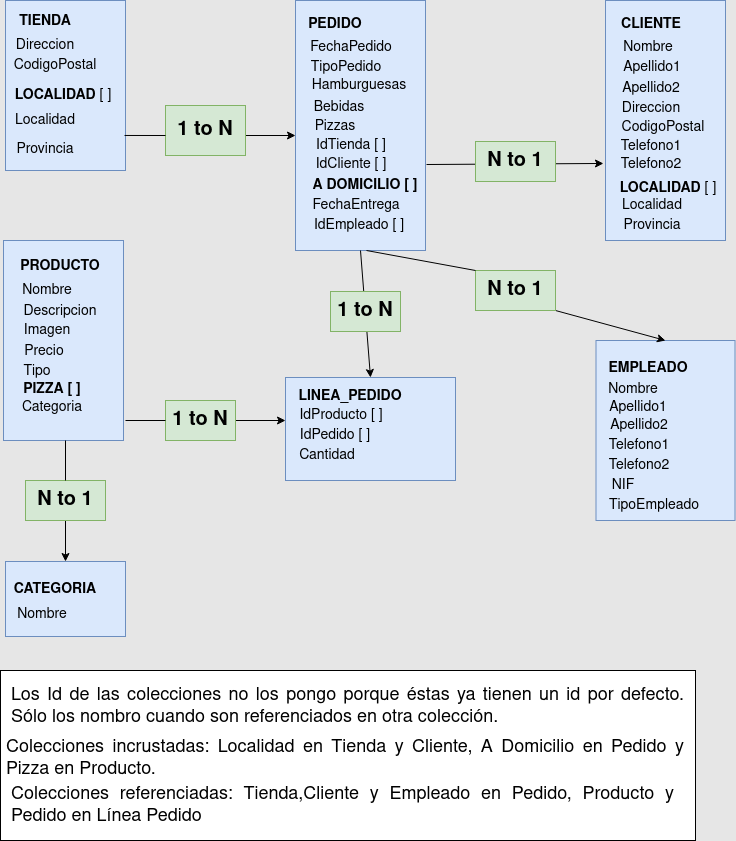 TIENDA
Direccion
CodigoPostal
LOCALIDAD [ ]
Localidad
Provincia
1 to N
PEDIDO
FechaPedido
TipoPedido
Hamburguesas
Bebidas
Pizzas
IdTienda [ ]
IdCliente [ ]
A DOMICILIO [ ]
FechaEntrega
IdEmpleado [ ]
N to 1
CLIENTE
Nombre
Apellido1
Apellido2
Direccion
CodigoPostal
Telefono1
Telefono2
LOCALIDAD [ ]
Localidad
Provincia
PRODUCTO
Nombre
Descripcion
Imagen
Precio
Tipo
PIZZA [ ]
Categoria
1 to N
1 to N
N to 1
LINEA_PEDIDO
IdProducto [ ]
IdPedido [ ]
Cantidad
EMPLEADO
Nombre
Apellido1
Apellido2
Telefono1
Telefono2
NIF
TipoEmpleado
N to 1
CATEGORIA
Nombre
Los Id de las colecciones no los pongo porque éstas ya tienen un id por defecto.
Sólo los nombro cuando son referenciados en otra colección.
Colecciones incrustadas: Localidad en Tienda y Cliente, A Domicilio en Pedido y
Pizza en Producto.
Colecciones referenciadas: Tienda,Cliente y Empleado en Pedido, Producto y
Pedido en Línea Pedido